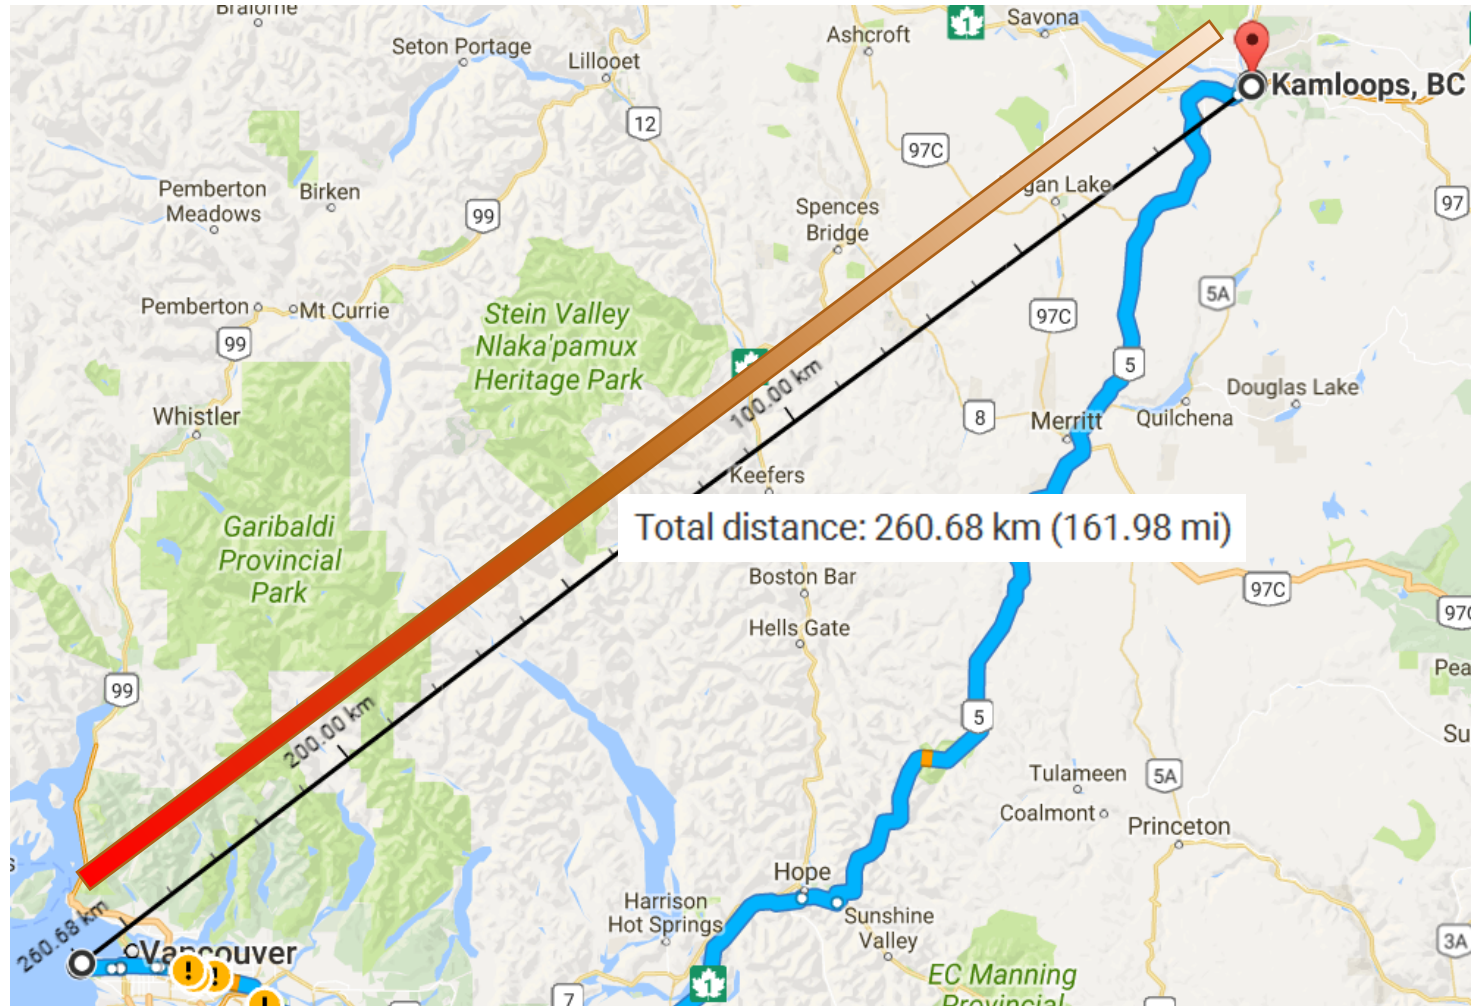 Bralorne
Seton Portage
Lillooet
Ashcroft
1
Savona
Kamloops, BC
12
97C
97
Pemberton
Meadows
Birken
99
Spences
Bridge
gan Lake
Pemberton
Mt Currie
99
Stein Valley
Nlaka'pamux
Heritage Park
97C
5A
5
100.00 km
Whistler
8
Merritt
Quilchena
Douglas Lake
Keefers
Garibaldi
Provincial
Park
Total distance: 260.68 km (161.98 mi)
Boston Bar
97C
Hells Gate
97C
99
Pea
5
200.00 km
Su
Tulameen
5A
Coalmont
Princeton
s
Hope
Harrison
Hot Springs
Sunshine
Valley
260.68 km
Vancouver
3A
EC Manning
Provincial
1
7